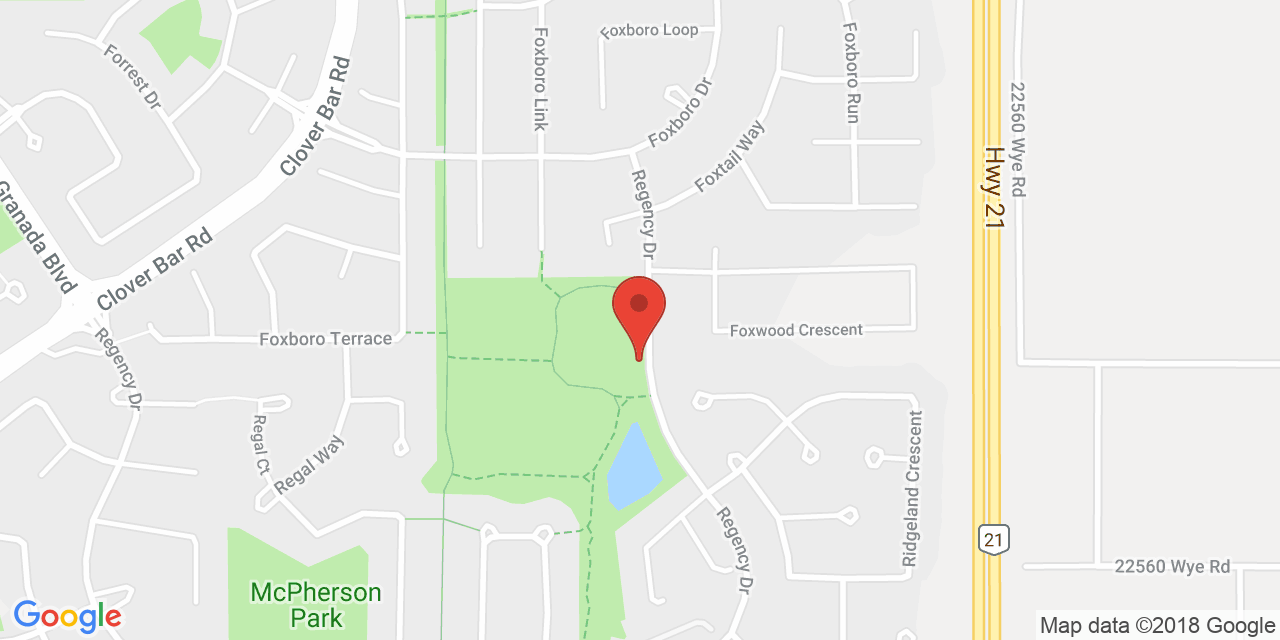 Foxboro Loop
Forrest Dr
Foxboro Link
Foxboro Run
Clover Bar Rd
Foxboro Dr
22560 Wye Rd
Foxtail Way
Hwy 21
Regency Dr
Granada Blvd
Clover Bar Rd
Foxboro Terrace
Foxwood Crescent
Regency Dr
Regal Ct
Regal Way
Ridgeland Crescent
Regency Dr
21
22560 Wye Rd
McPherson
Park
Google
Map data ©2018 Google